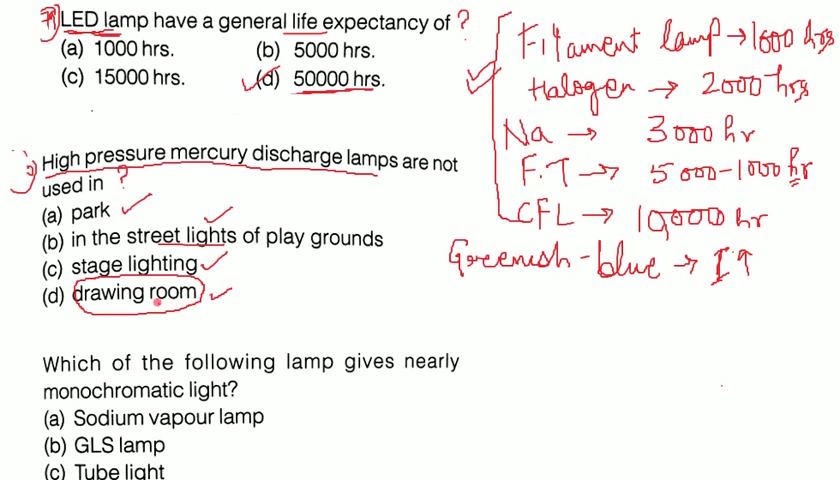 LED lamp have a general life expectancy of ?
(a) 1000 hrs. (b) 5000 hrs.
(c) 15000 hrs. (d) 50000 hrs.
High pressure mercury discharge lamps are not
used in ?
(a) park
(b) in the street lights of play grounds
(c) stage lighting
(d) drawing room
Which of the following lamp gives nearly
monochromatic light?
(a) Sodium vapour lamp
(b) GLS lamp
(c) Tube light
Filament lamp → 1000 hrs
Halogen → 2000 hrs
Na → 3000 hr
F.T → 5000-1000 hr
CFL → 10,000 hr
Greenish-blue → I↑